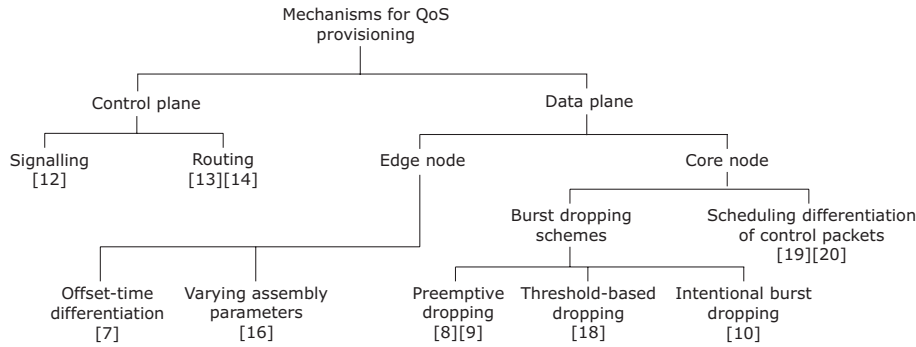 Mechanisms for QoS
provisioning
Control plane
Data plane
Signalling
[12]
Routing
[13][14]
Edge node
Core node
Burst dropping
schemes
Scheduling differentiation
of control packets
[19][20]
Offset-time
differentiation
[7]
Varying assembly
parameters
[16]
Preemptive
dropping
[8][9]
Threshold-based
dropping
[18]
Intentional burst
dropping
[10]